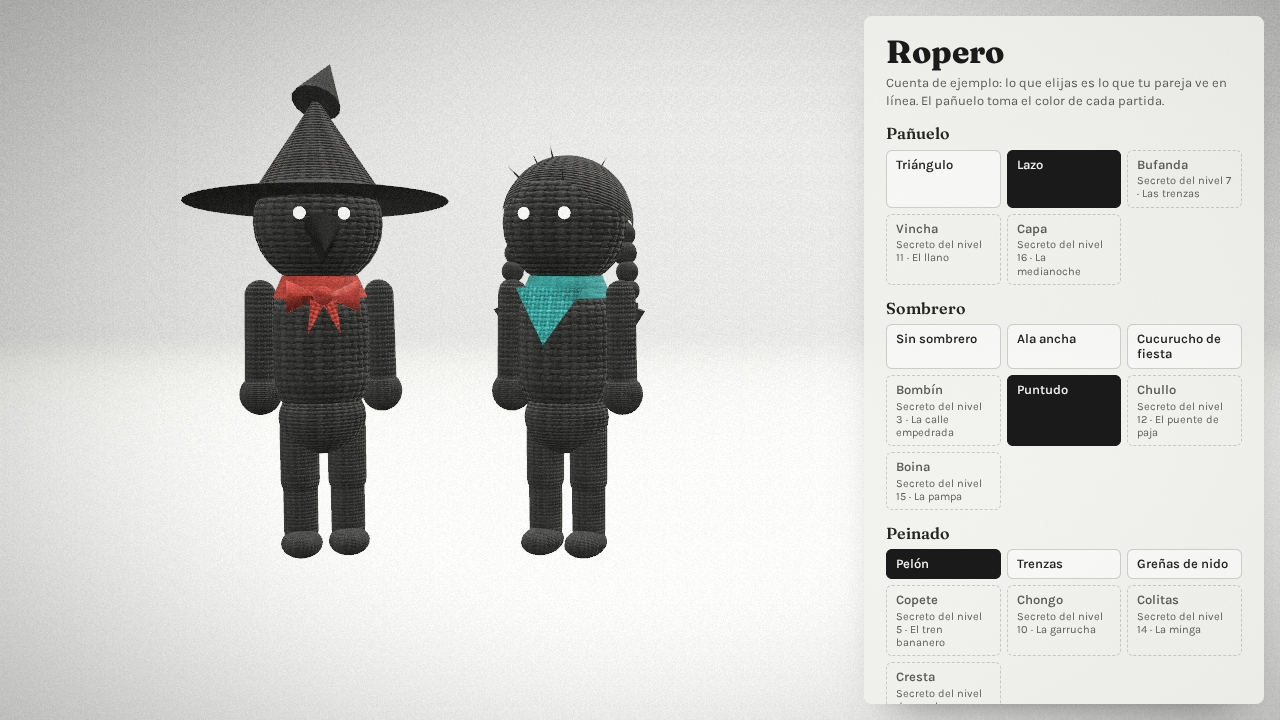 Ropero
Cuenta de ejemplo: lo que elijas es lo que tu pareja ve en
línea. El pañuelo toma el color de cada partida.
Pañuelo
Triángulo
Lazo
Bufanda
Secreto del nivel 7
· Las trenzas
Vincha
Secreto del nivel
11 · El llano
Capa
Secreto del nivel
16 · La
medianoche
Sombrero
Sin sombrero
Ala ancha
Cucurucho de
fiesta
Bombín
Secreto del nivel
3 · La calle
empedrada
Puntudo
Chullo
Secreto del nivel
12 · El puente de
paja
Boina
Secreto del nivel
15 · La pampa
Peinado
Pelón
Trenzas
Greñas de nido
Copete
Secreto del nivel
5 · El tren
bananero
Chongo
Secreto del nivel
10 · La garrucha
Colitas
Secreto del nivel
14 · La minga
Cresta
Secreto del nivel